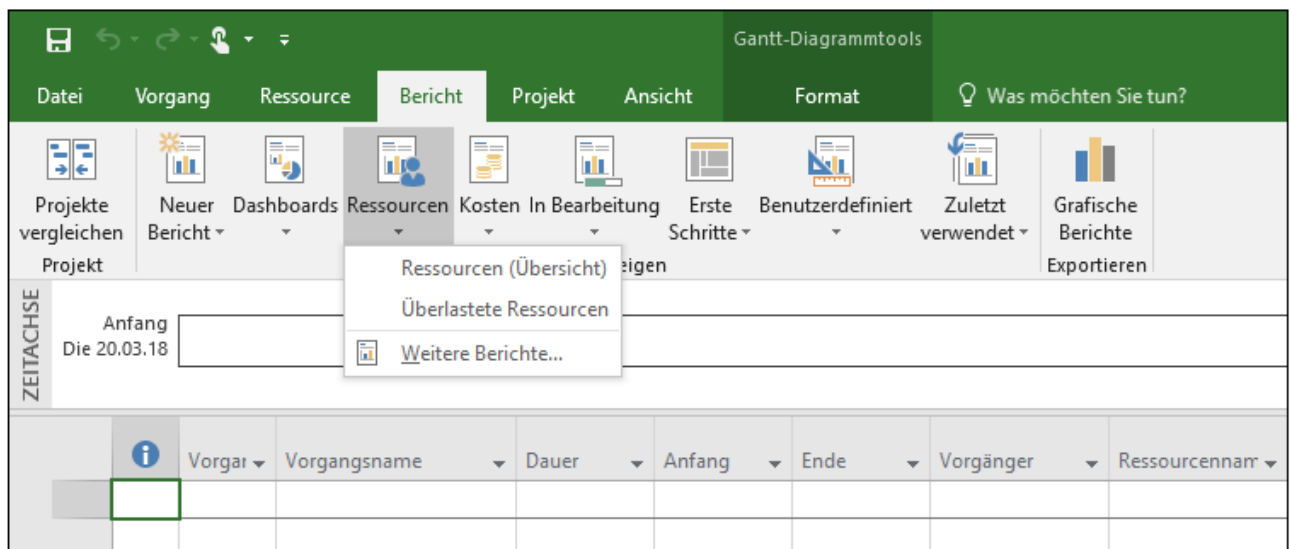 Gantt-Diagrammtools
Datei Vorgang Ressource Bericht Projekt Ansicht Format Was möchten Sie tun?
Projekte vergleichen
Neuer Bericht
Dashboards
Ressourcen
Kosten
In Bearbeitung
Erste Schritte
Benutzerdefiniert
Zuletzt verwendet
Grafische Berichte
Projekt
eigen
Exportieren
Ressourcen (Übersicht)
Überlastete Ressourcen
Weitere Berichte...
ZEITACHSE
Anfang
Die 20.03.18
Vorgar Vorgangsname Dauer Anfang Ende Vorgänger Ressourcennam